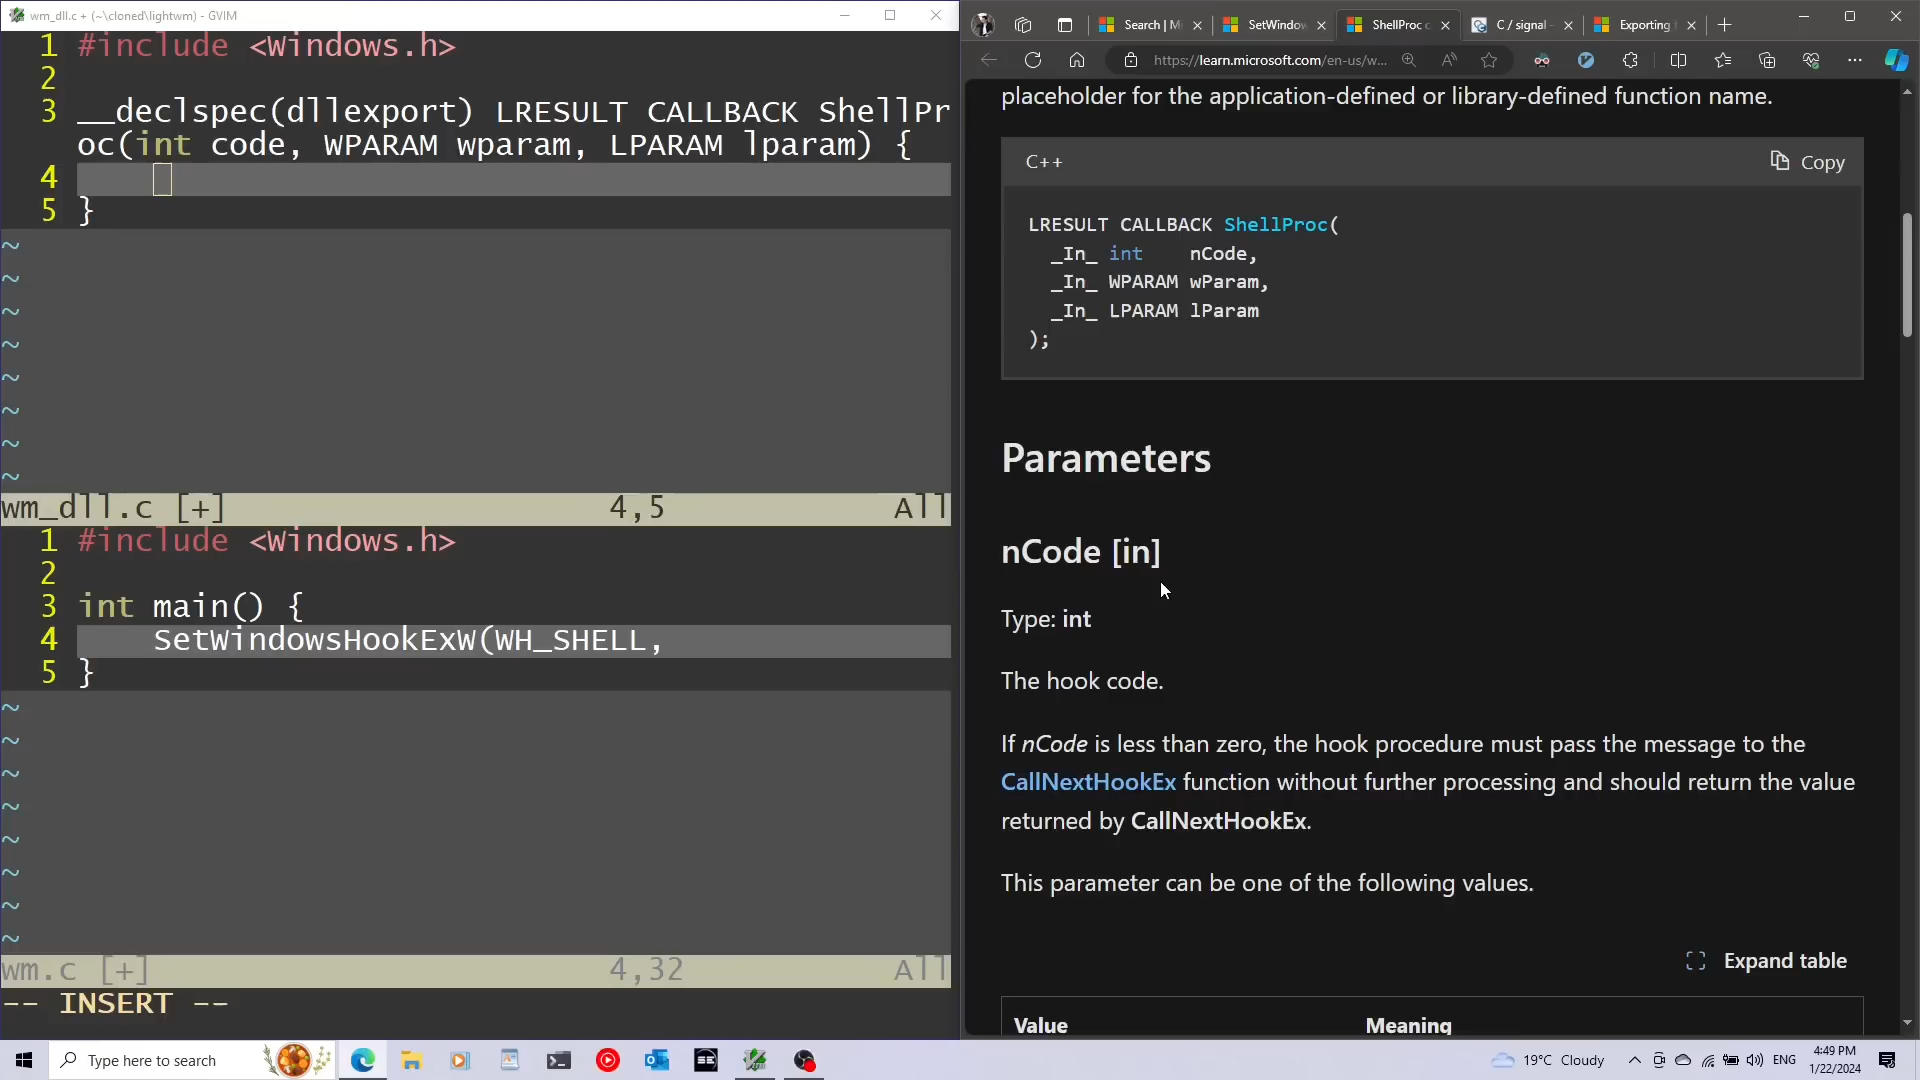 wm_dll.c + (~\cloned\lightwm) - GVIM
1 #include <Windows.h>
2
3 __declspec(dllexport) LRESULT CALLBACK ShellPr
oc(int code, WPARAM wparam, LPARAM lparam) {
4
5 }
~
~
~
~
~
~
~
~
wm_dll.c [+] 4,5 All
1 #include <Windows.h>
2
3 int main() {
4 SetWindowsHookExW(WH_SHELL,
5 }
~
~
~
~
~
~
~
~
wm.c [+] 4,32 All
-- INSERT --
Search | M
SetWindow
ShellProc c
C / signal -
Exporting
https://learn.microsoft.com/en-us/w...
placeholder for the application-defined or library-defined function name.
C++
Copy
LRESULT CALLBACK ShellProc(
_In_ int nCode,
_In_ WPARAM wParam,
_In_ LPARAM lParam
);
Parameters
nCode [in]
Type: int
The hook code.
If nCode is less than zero, the hook procedure must pass the message to the
CallNextHookEx function without further processing and should return the value
returned by CallNextHookEx.
This parameter can be one of the following values.
Expand table
Value Meaning
Type here to search
19°C Cloudy
ENG
4:49 PM
1/22/2024